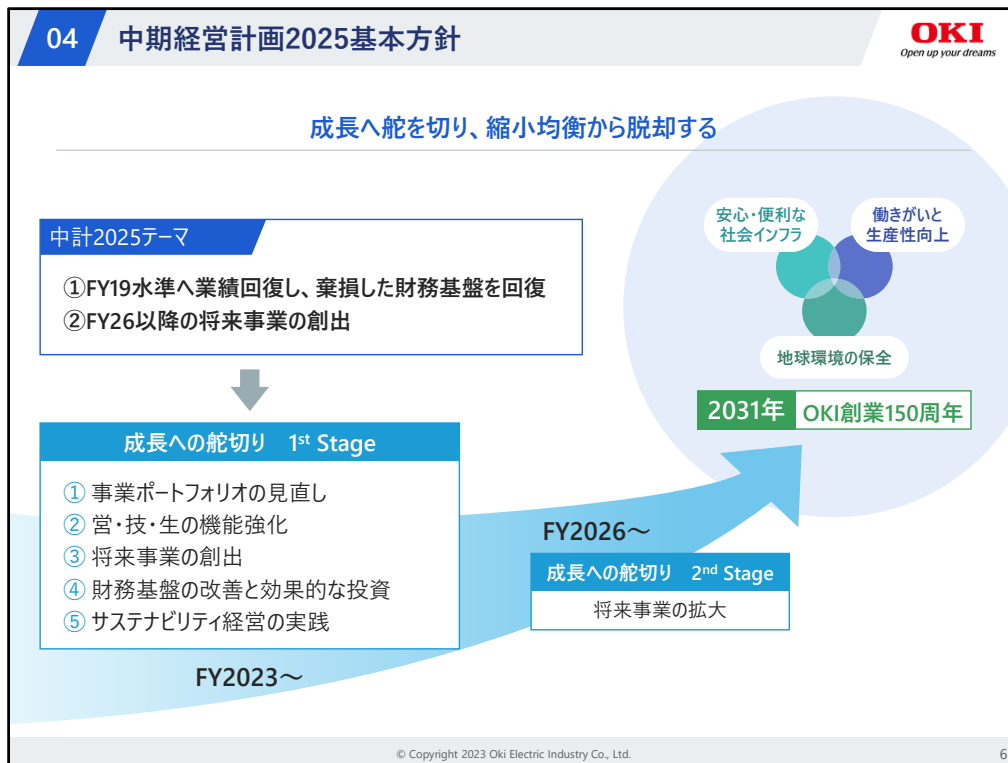 04 中期経営計画2025基本方針
OKI
Open up your dreams
成長へ舵を切り、縮小均衡から脱却する
中計2025テーマ
①FY19水準へ業績回復し、棄損した財務基盤を回復
②FY26以降の将来事業の創出
安心・便利な
社会インフラ
働きがいと
生産性向上
地球環境の保全
2031年 OKI創業150周年
成長への舵切り 1st Stage
① 事業ポートフォリオの見直し
② 営・技・生の機能強化
③ 将来事業の創出
④ 財務基盤の改善と効果的な投資
⑤ サステナビリティ経営の実践
FY2023～
FY2026～
成長への舵切り 2nd Stage
将来事業の拡大
© Copyright 2023 Oki Electric Industry Co., Ltd.
6